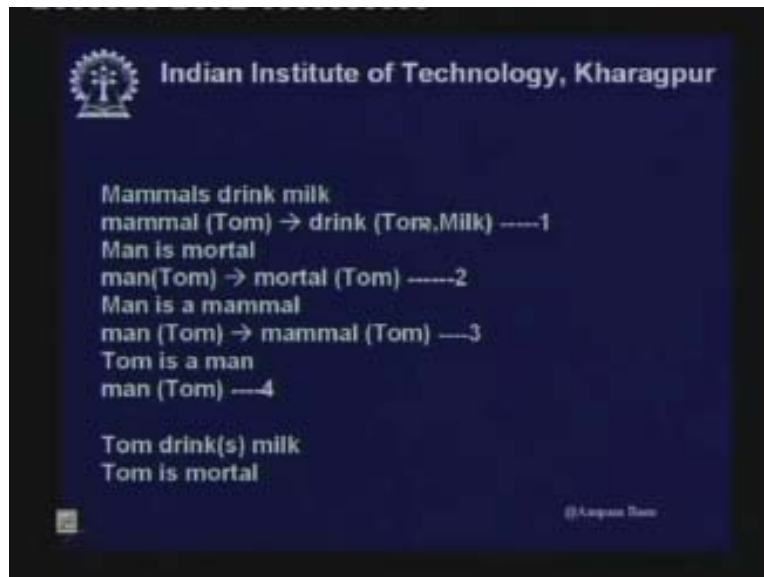 Indian Institute of Technology, Kharagpur
Mammals drink milk
mammal (Tom) → drink (Tom,Milk) -----1
Man is mortal
man(Tom) → mortal (Tom) ------2
Man is a mammal
man (Tom) → mammal (Tom) ----3
Tom is a man
man (Tom) ----4
Tom drink(s) milk
Tom is mortal